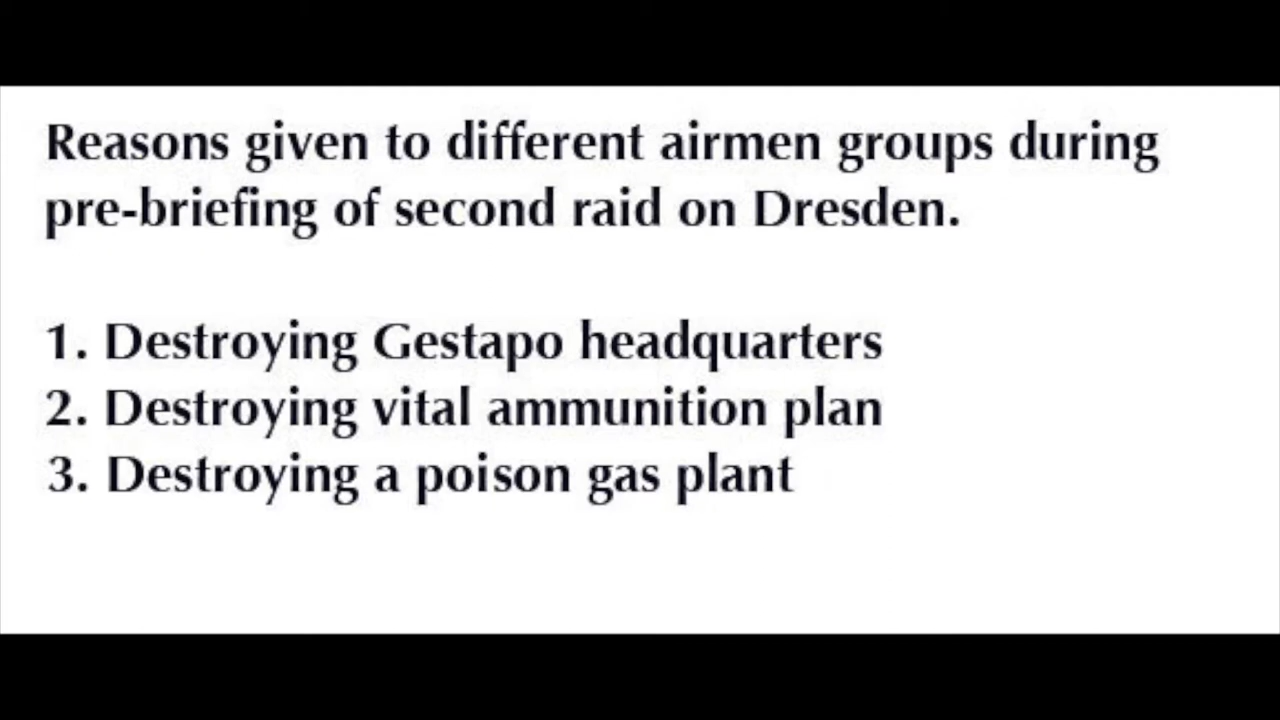 Reasons given to different airmen groups during
pre-briefing of second raid on Dresden.
1. Destroying Gestapo headquarters
2. Destroying vital ammunition plan
3. Destroying a poison gas plant